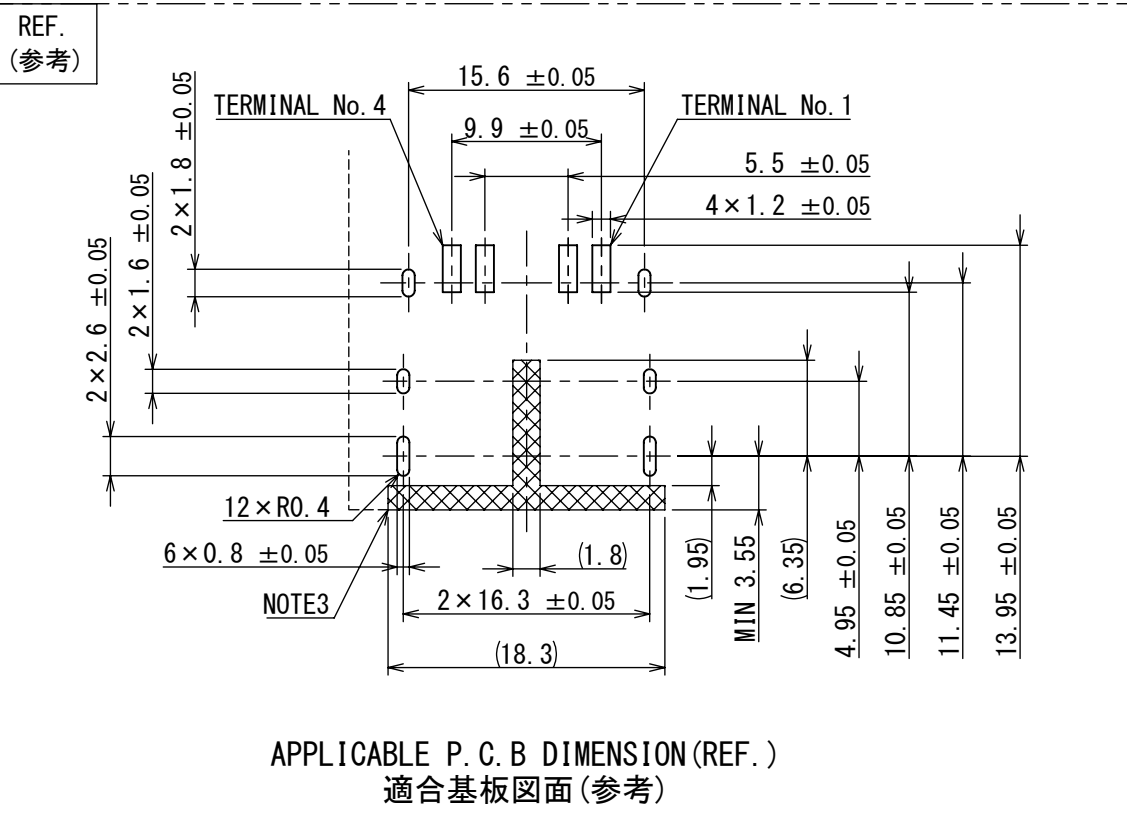 REF.
(参考)
15.6 ±0.05
TERMINAL No.4
TERMINAL No.1
9.9 ±0.05
5.5 ±0.05
4×1.2 ±0.05
2×1.8 ±0.05
2×1.6 ±0.05
2×2.6 ±0.05
12×R0.4
6×0.8 ±0.05
(1.8)
NOTE3
2×16.3 ±0.05
(18.3)
(1.95)
MIN 3.55
(6.35)
4.95 ±0.05
10.85 ±0.05
11.45 ±0.05
13.95 ±0.05
APPLICABLE P.C.B DIMENSION(REF.)
適合基板図面(参考)